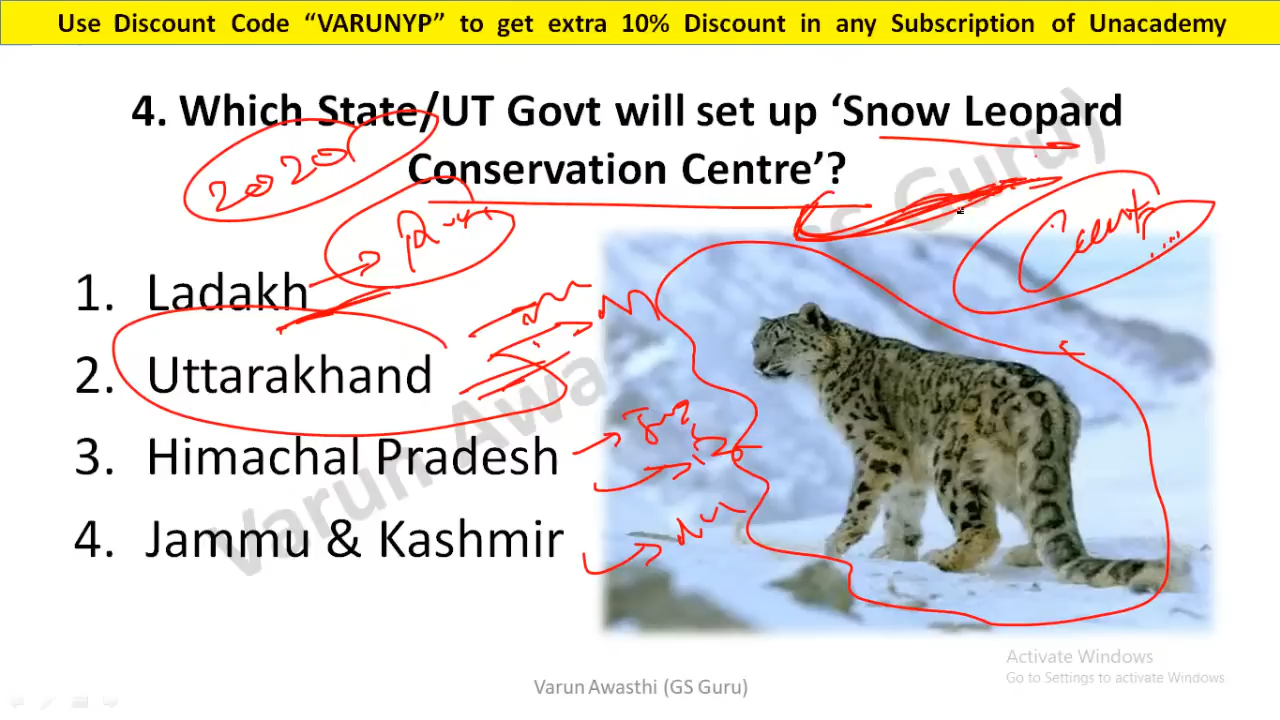 Use Discount Code “VARUNYP” to get extra 10% Discount in any Subscription of Unacademy
4. Which State/UT Govt will set up ‘Snow Leopard
Conservation Centre’?
1. Ladakh
2. Uttarakhand
3. Himachal Pradesh
4. Jammu & Kashmir
Varun Awasthi (GS Guru)
Activate Windows
Go to Settings to activate Windows.
Varun Awasthi (GS Guru)